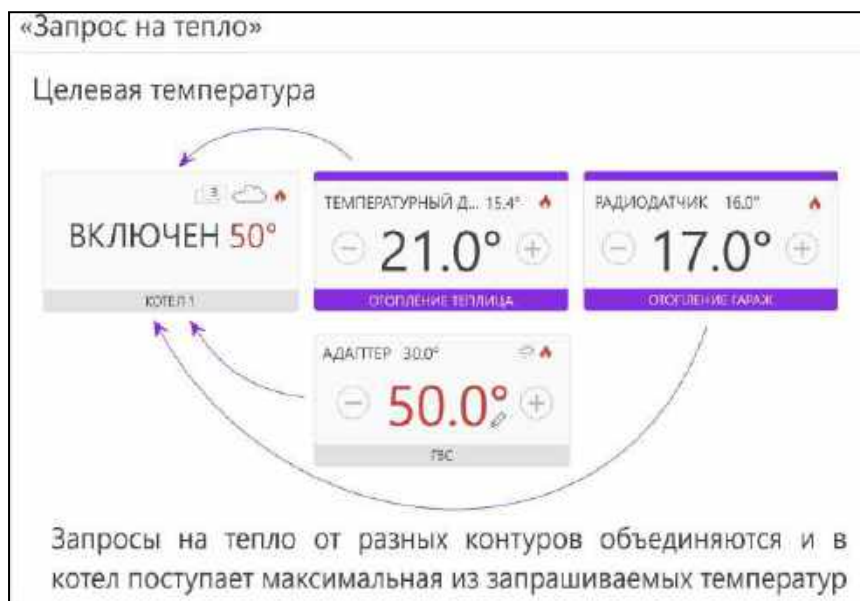 «Запрос на тепло»
Целевая температура
3
ВКЛЮЧЕН 50°
КОТЕЛ 1
ТЕМПЕРАТУРНЫЙ Д... 15.4°
21.0°
ОТОПЛЕНИЕ ТЕПЛИЦА
РАДИОДАТЧИК 16.0°
17.0°
ОТОПЛЕНИЕ ГАРАЖ
АДАПТЕР 30.0°
50.0°
ГВС
Запросы на тепло от разных контуров объединяются и в
котел поступает максимальная из запрашиваемых температур